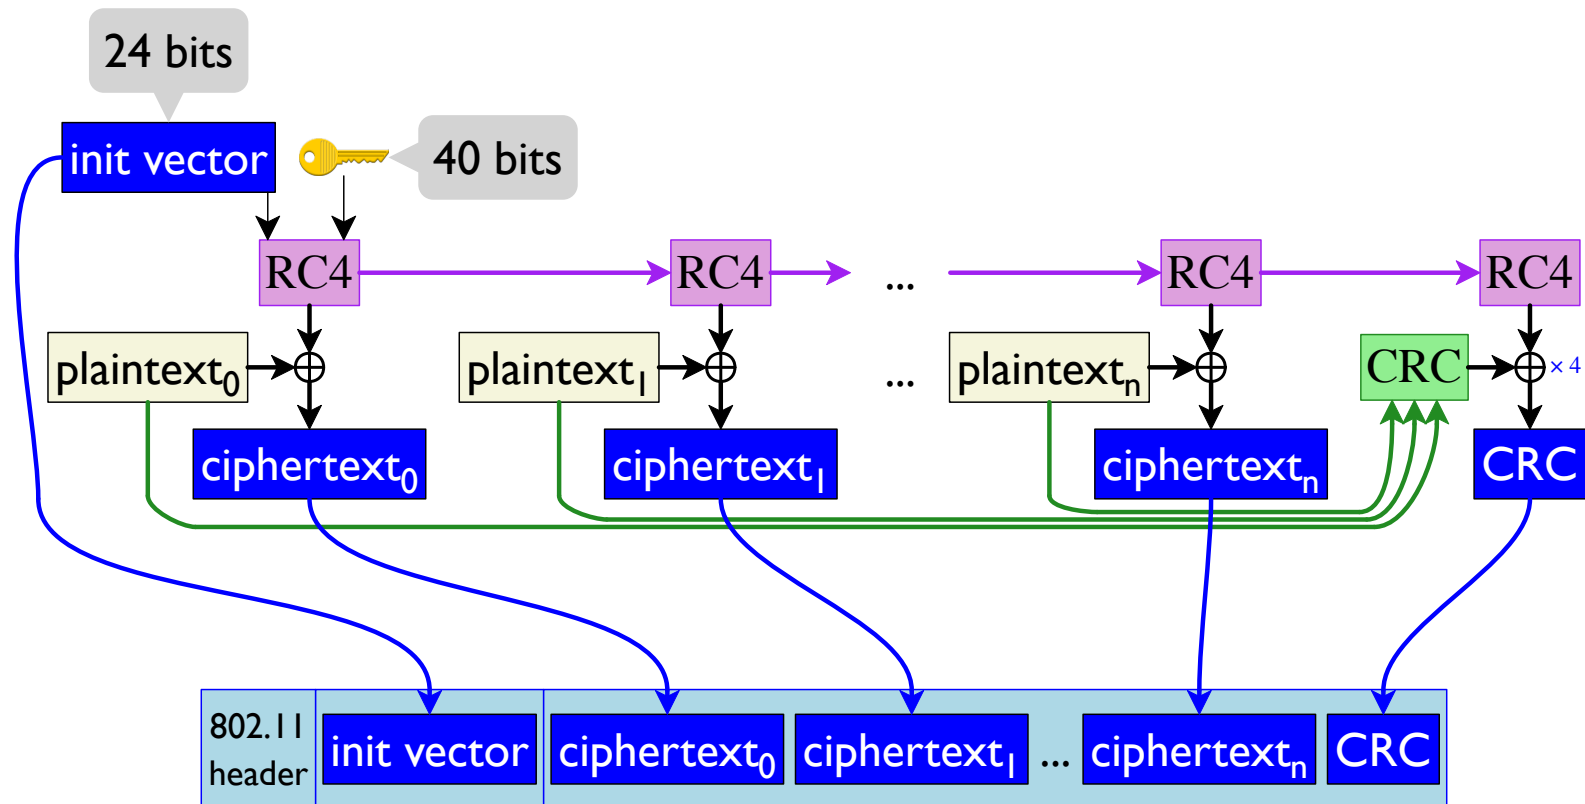 24 bits
init vector
40 bits
RC4
RC4
...
RC4
RC4
plaintext₀
plaintext₁
...
plaintextₙ
CRC
× 4
ciphertext₀
ciphertext₁
ciphertextₙ
CRC
802.11
header
init vector
ciphertext₀
ciphertext₁
...
ciphertextₙ
CRC